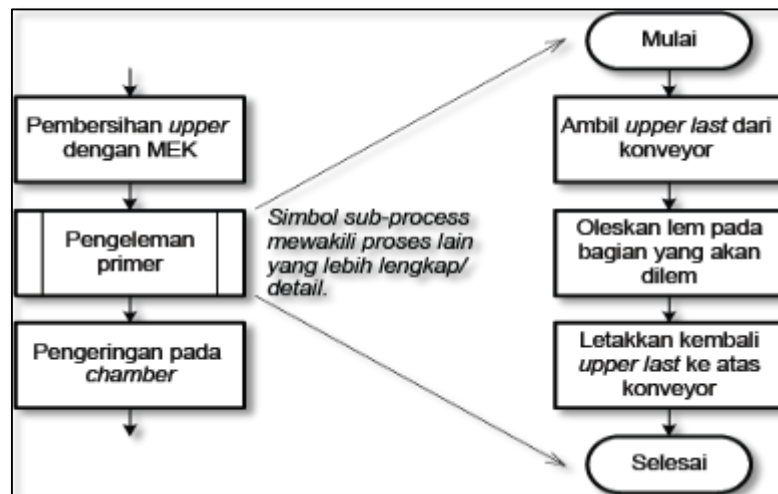 Pembersihan upper
dengan MEK
Pengeleman
primer
Pengeringan pada
chamber
Simbol sub-process
mewakili proses lain
yang lebih lengkap/
detail.
Mulai
Ambil upper last dari
konveyor
Oleskan lem pada
bagian yang akan
dilem
Letakkan kembali
upper last ke atas
konveyor
Selesai